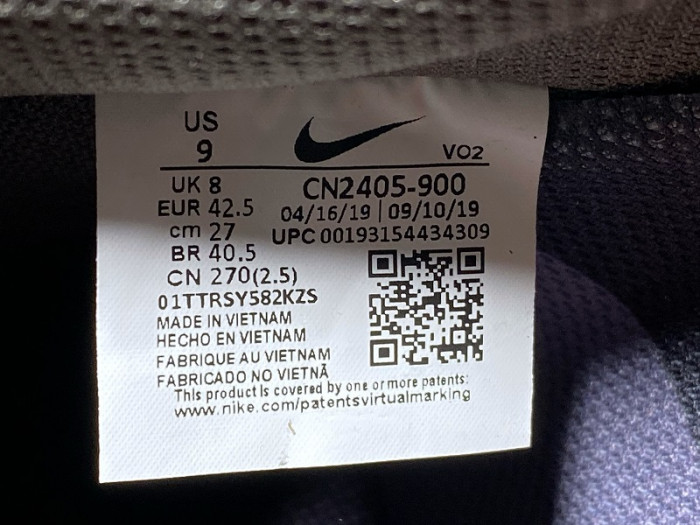 US
9
VO2
UK 8
CN2405-900
EUR 42.5
04/16/19 | 09/10/19
cm 27
UPC 00193154434309
BR 40.5
CN 270(2.5)
01TTRSY582KZS
MADE IN VIETNAM
HECHO EN VIETNAM
FABRIQUE AU VIETNAM
FABRICADO NO VIETNÃ
This product is covered by one or more patents:
www.nike.com/patentsvirtualmarking